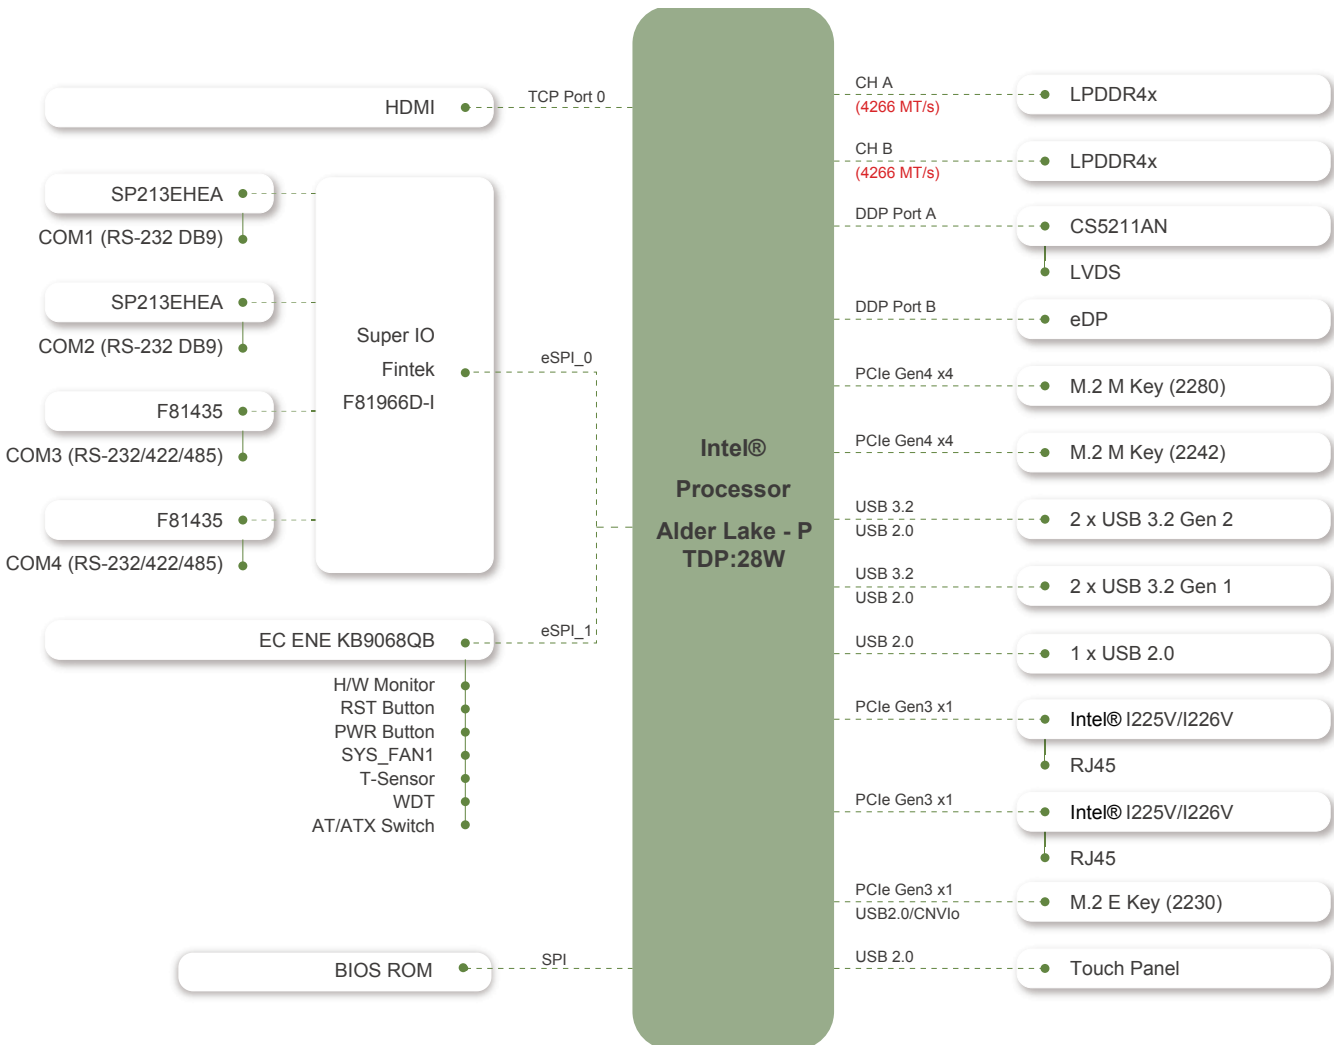 HDMI
TCP Port 0
SP213EHEA
COM1 (RS-232 DB9)
SP213EHEA
COM2 (RS-232 DB9)
F81435
COM3 (RS-232/422/485)
F81435
COM4 (RS-232/422/485)
Super IO
Fintek
F81966D-I
eSPI_0
EC ENE KB9068QB
eSPI_1
H/W Monitor
RST Button
PWR Button
SYS_FAN1
T-Sensor
WDT
AT/ATX Switch
BIOS ROM
SPI
Intel®
Processor
Alder Lake - P
TDP:28W
CH A
(4266 MT/s)
LPDDR4x
CH B
(4266 MT/s)
LPDDR4x
DDP Port A
CS5211AN
LVDS
DDP Port B
eDP
PCIe Gen4 x4
M.2 M Key (2280)
PCIe Gen4 x4
M.2 M Key (2242)
USB 3.2
USB 2.0
2 x USB 3.2 Gen 2
USB 3.2
USB 2.0
2 x USB 3.2 Gen 1
USB 2.0
1 x USB 2.0
PCIe Gen3 x1
Intel® I225V/I226V
RJ45
PCIe Gen3 x1
Intel® I225V/I226V
RJ45
PCIe Gen3 x1
USB2.0/CNVIo
M.2 E Key (2230)
USB 2.0
Touch Panel